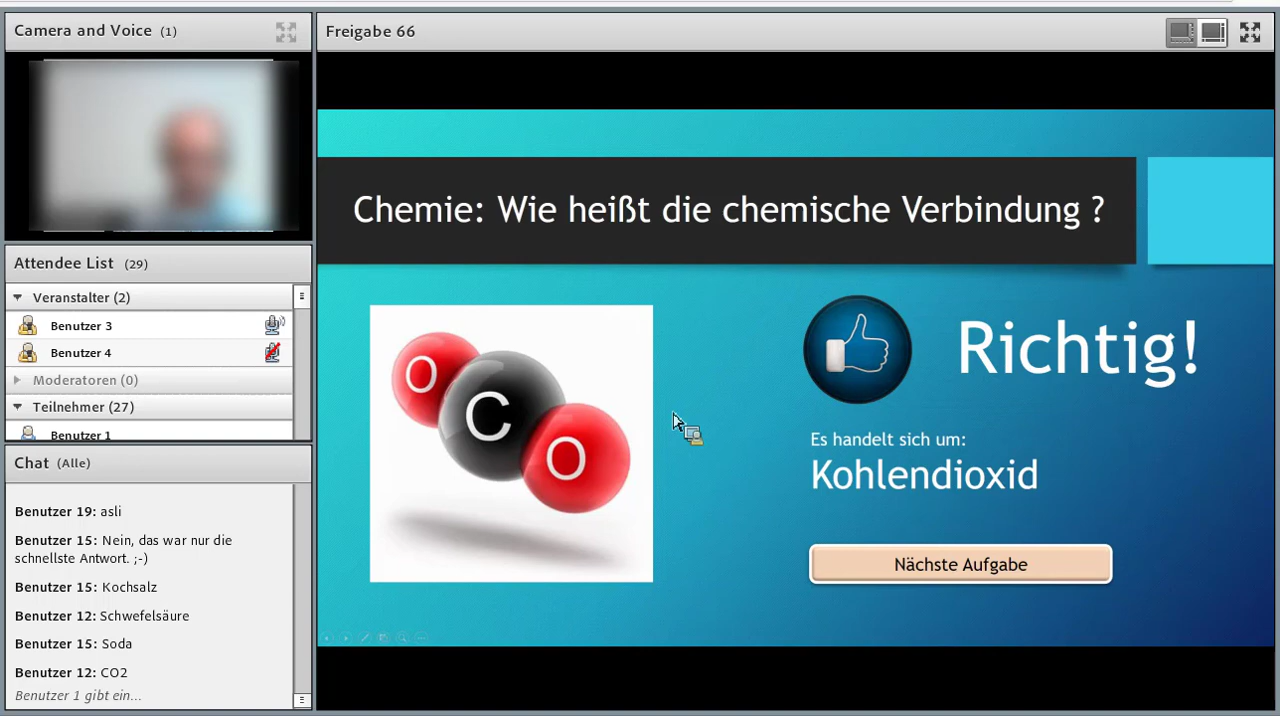 Camera and Voice (1)
Freigabe 66
Attendee List (29)
Veranstalter (2)
Benutzer 3
Benutzer 4
Moderatoren (0)
Teilnehmer (27)
Benutzer 1
Chat (Alle)
Benutzer 19: asli
Benutzer 15: Nein, das war nur die
schnellste Antwort. ;-)
Benutzer 15: Kochsalz
Benutzer 12: Schwefelsäure
Benutzer 15: Soda
Benutzer 12: CO2
Benutzer 1 gibt ein...
Chemie: Wie heißt die chemische Verbindung ?
O
C
O
Richtig!
Es handelt sich um:
Kohlendioxid
Nächste Aufgabe